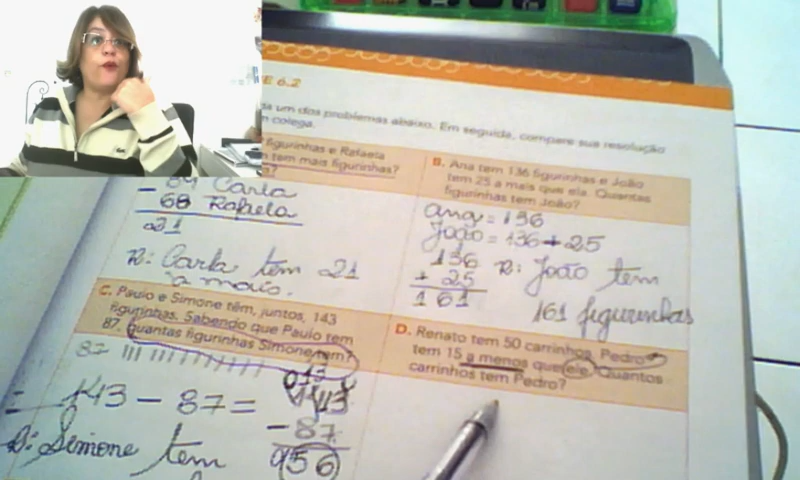 E 6.2
da um dos problemas abaixo. Em seguida, compare sua resolução
colega.
figurinhas e Rafaela
tem mais figurinhas?
- 89 Carla
68 Rafaela
21
R: Carla tem 21
a mais.
B. Ana tem 136 figurinhas e João
tem 25 a mais que ela. Quantas
figurinhas tem João?
ana = 136
João = 136 + 25
136
+ 25
161
R: João tem
161 figurinhas
C. Paulo e Simone têm, juntos, 143
figurinhas. Sabendo que Paulo tem
87, quantas figurinhas Simone tem?
87
= 143 - 87 =
143
- 87
056
R: Simone tem
D. Renato tem 50 carrinhos. Pedro
tem 15 a menos que ele. Quantos
carrinhos tem Pedro?